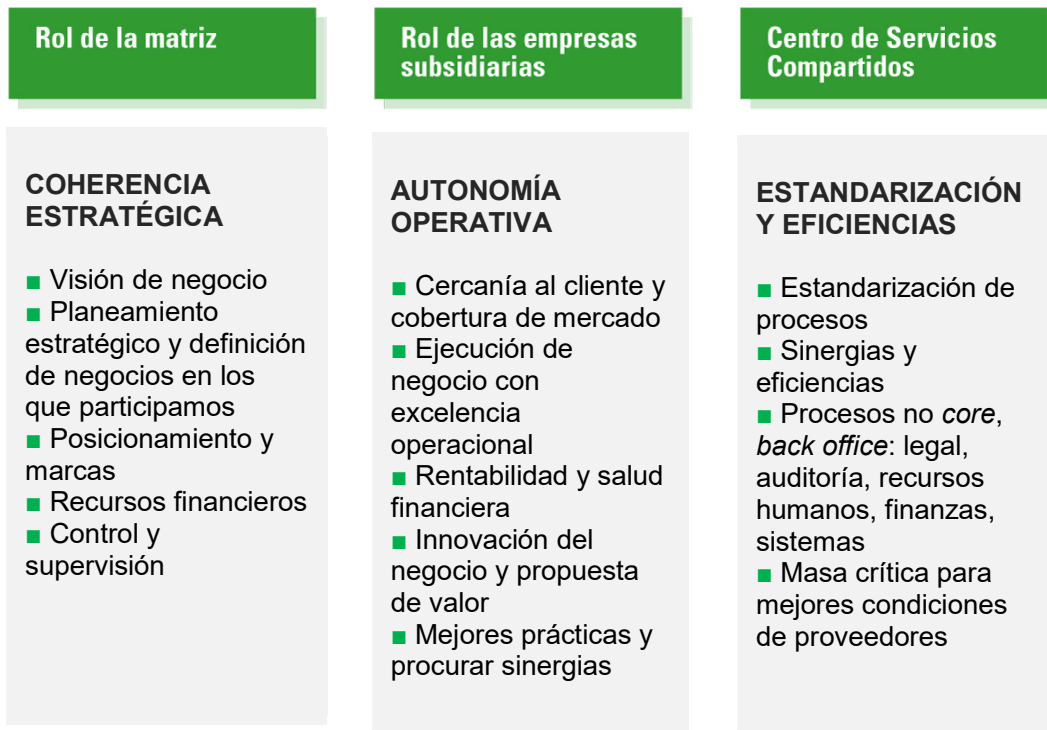 Rol de la matriz
COHERENCIA
ESTRATÉGICA
■ Visión de negocio
■ Planeamiento
estratégico y definición
de negocios en los
que participamos
■ Posicionamiento y
marcas
■ Recursos financieros
■ Control y
supervisión
Rol de las empresas
subsidiarias
AUTONOMÍA
OPERATIVA
■ Cercanía al cliente y
cobertura de mercado
■ Ejecución de
negocio con
excelencia
operacional
■ Rentabilidad y salud
financiera
■ Innovación del
negocio y propuesta
de valor
■ Mejores prácticas y
procurar sinergias
Centro de Servicios
Compartidos
ESTANDARIZACIÓN
Y EFICIENCIAS
■ Estandarización de
procesos
■ Sinergias y
eficiencias
■ Procesos no core,
back office: legal,
auditoría, recursos
humanos, finanzas,
sistemas
■ Masa crítica para
mejores condiciones
de proveedores